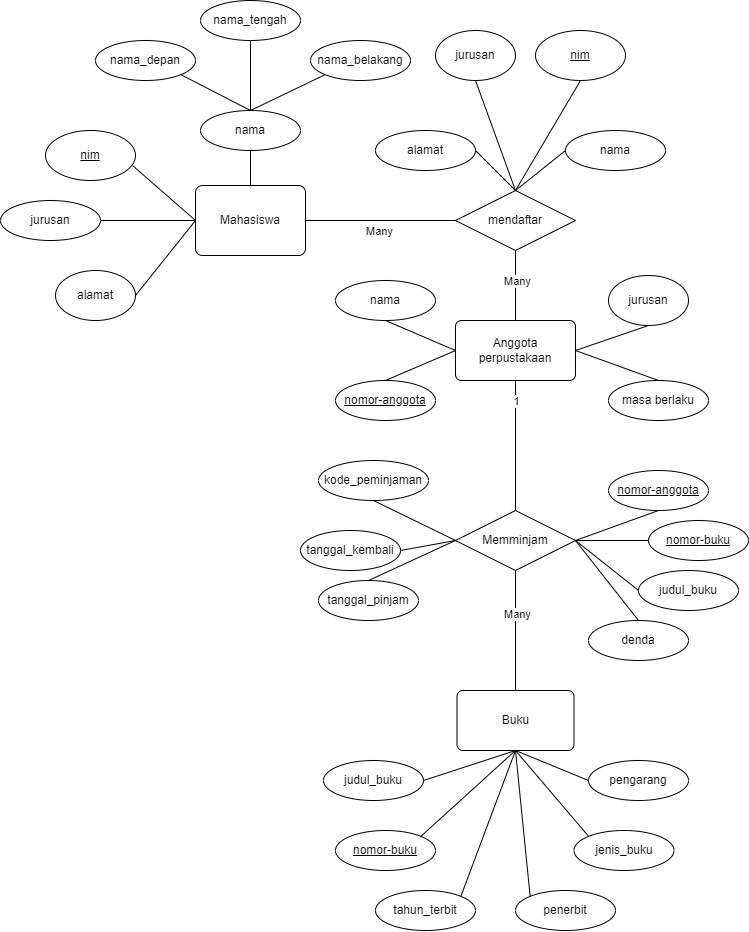 nama_tengah
nama_depan
nama_belakang
nama
jurusan
nim
alamat
nama
nim
jurusan
alamat
Mahasiswa
Many
mendaftar
Many
nama
jurusan
Anggota
perpustakaan
nomor-anggota
masa berlaku
1
kode_peminjaman
tanggal_kembali
tanggal_pinjam
Memminjam
nomor-anggota
nomor-buku
judul_buku
denda
Many
Buku
judul_buku
pengarang
nomor-buku
jenis_buku
tahun_terbit
penerbit